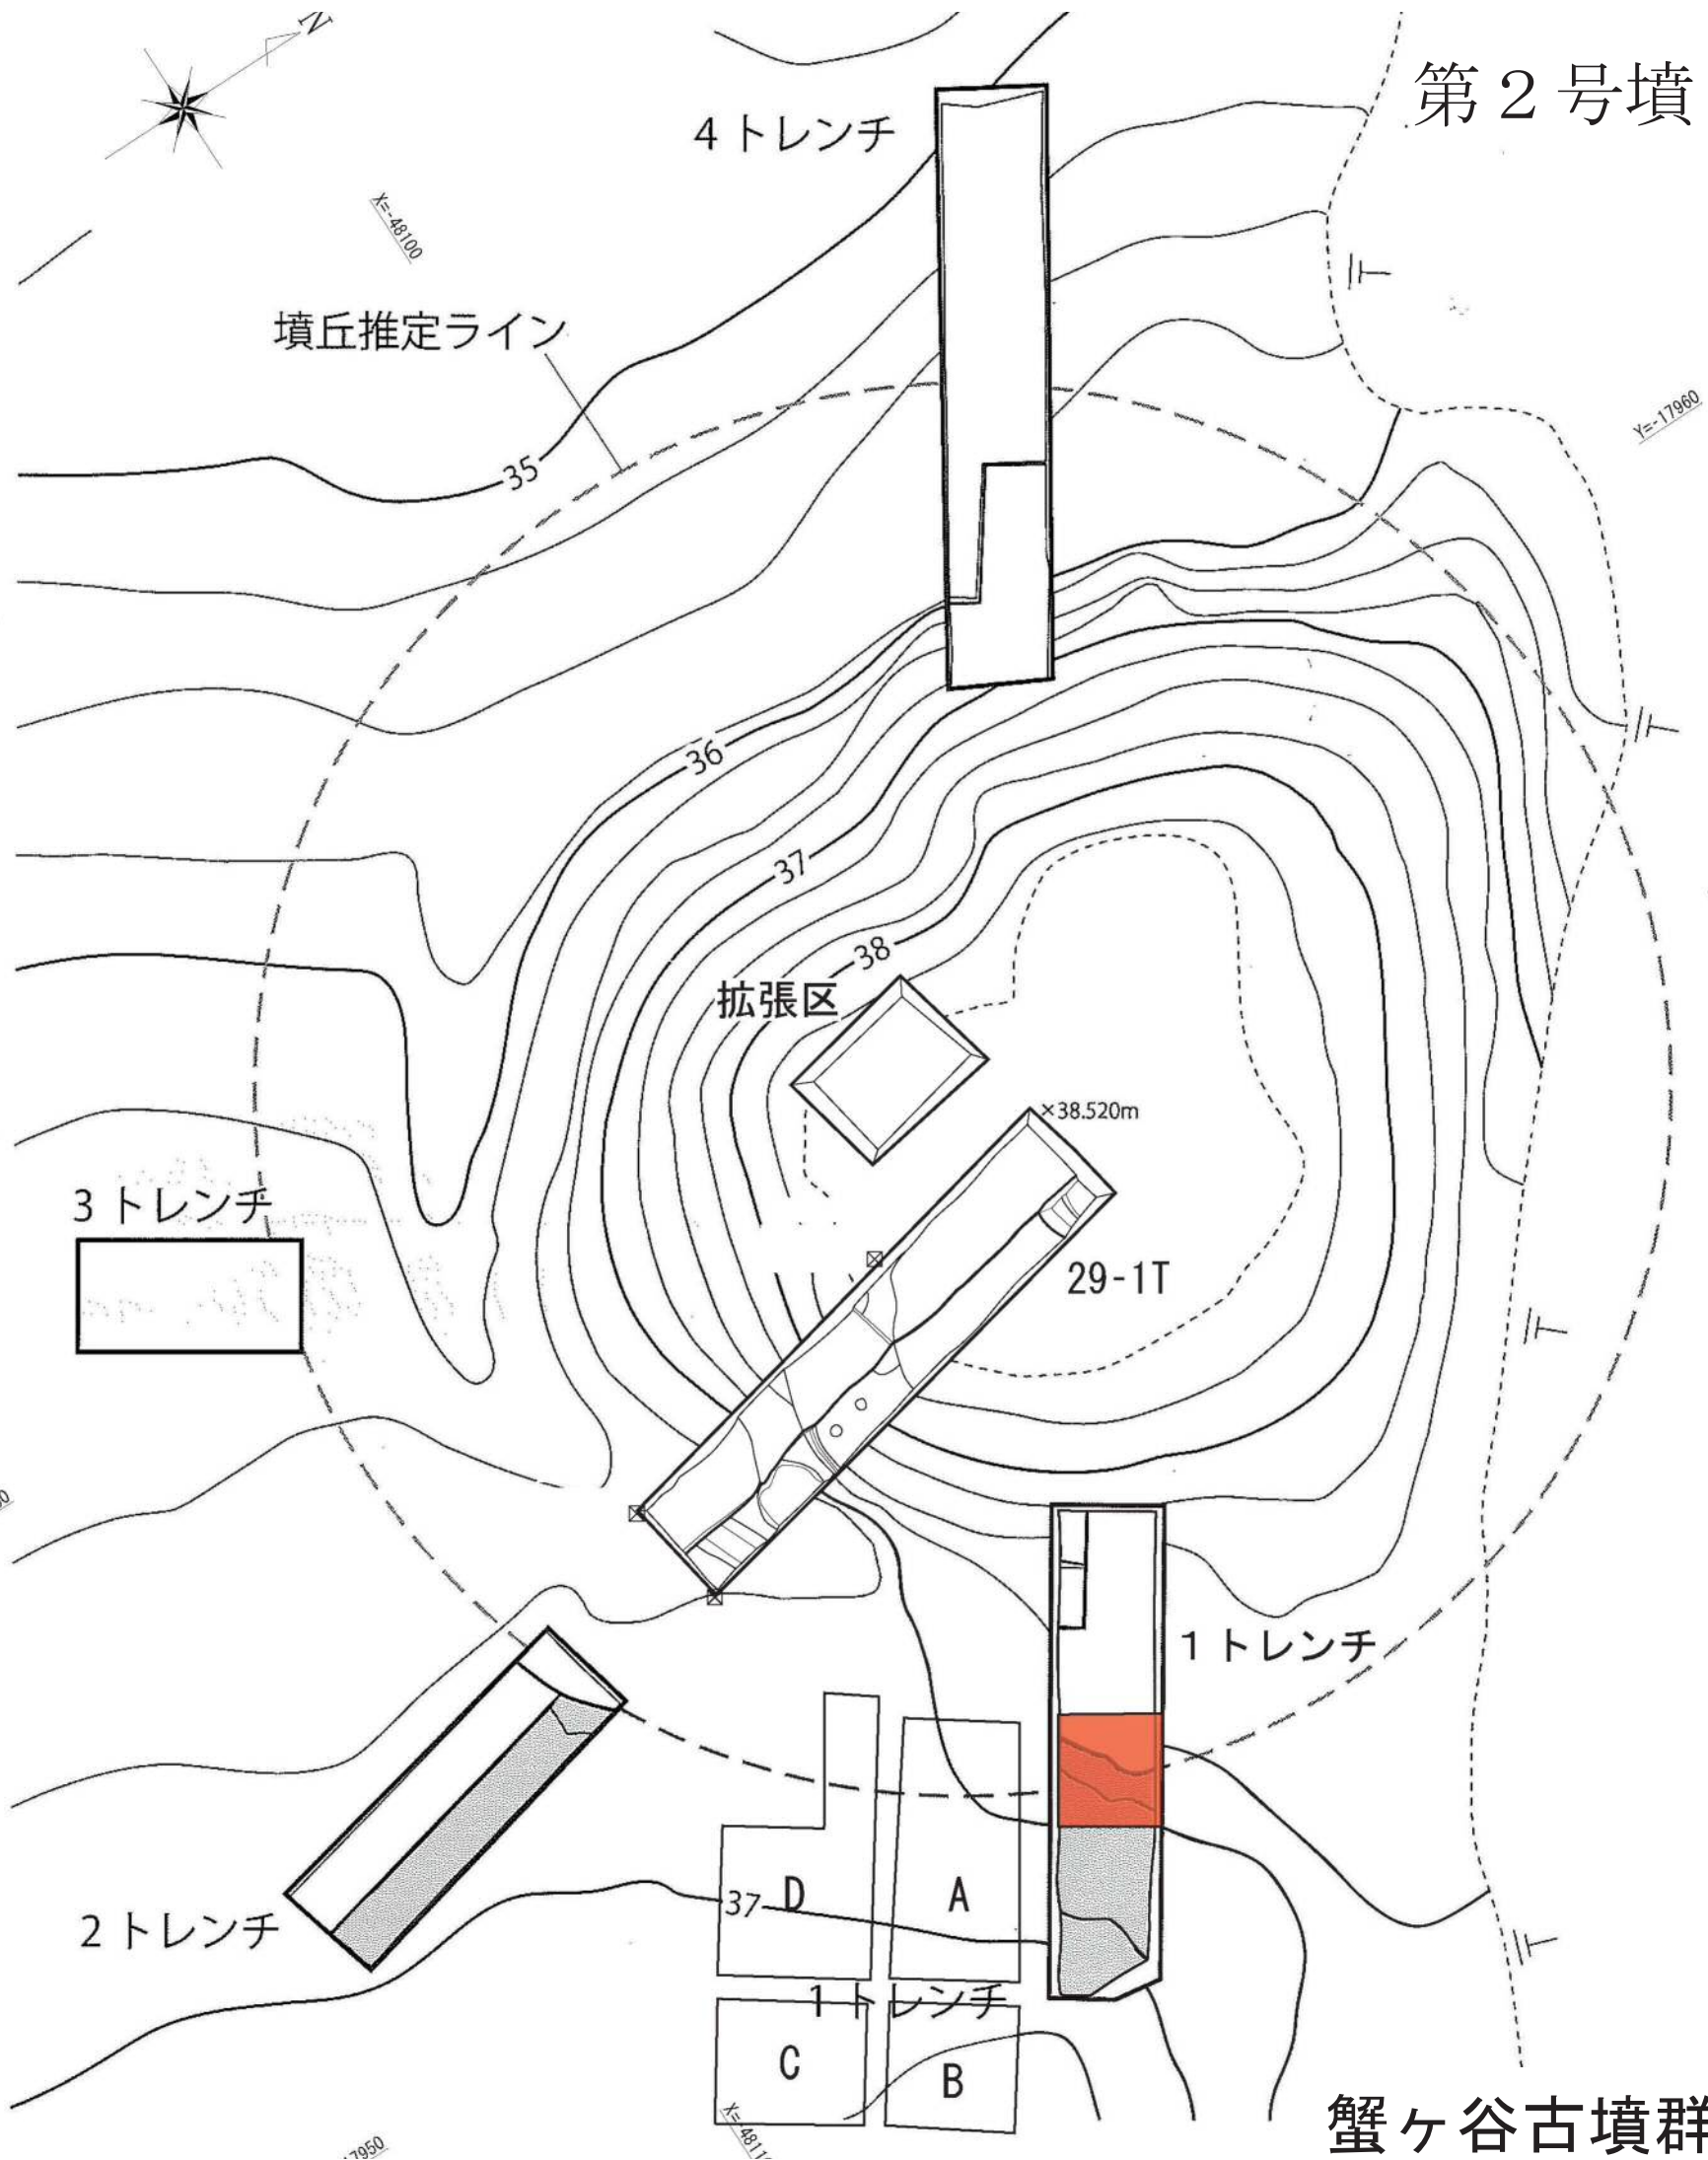 N
第２号墳
4 トレンチ
X=-48100
墳丘推定ライン
Y=-17960
35
36
37
38
拡張区
×38.520m
3 トレンチ
29-1T
1 トレンチ
D
A
37
2 トレンチ
1 トレンチ
C
B
蟹ヶ谷古墳群